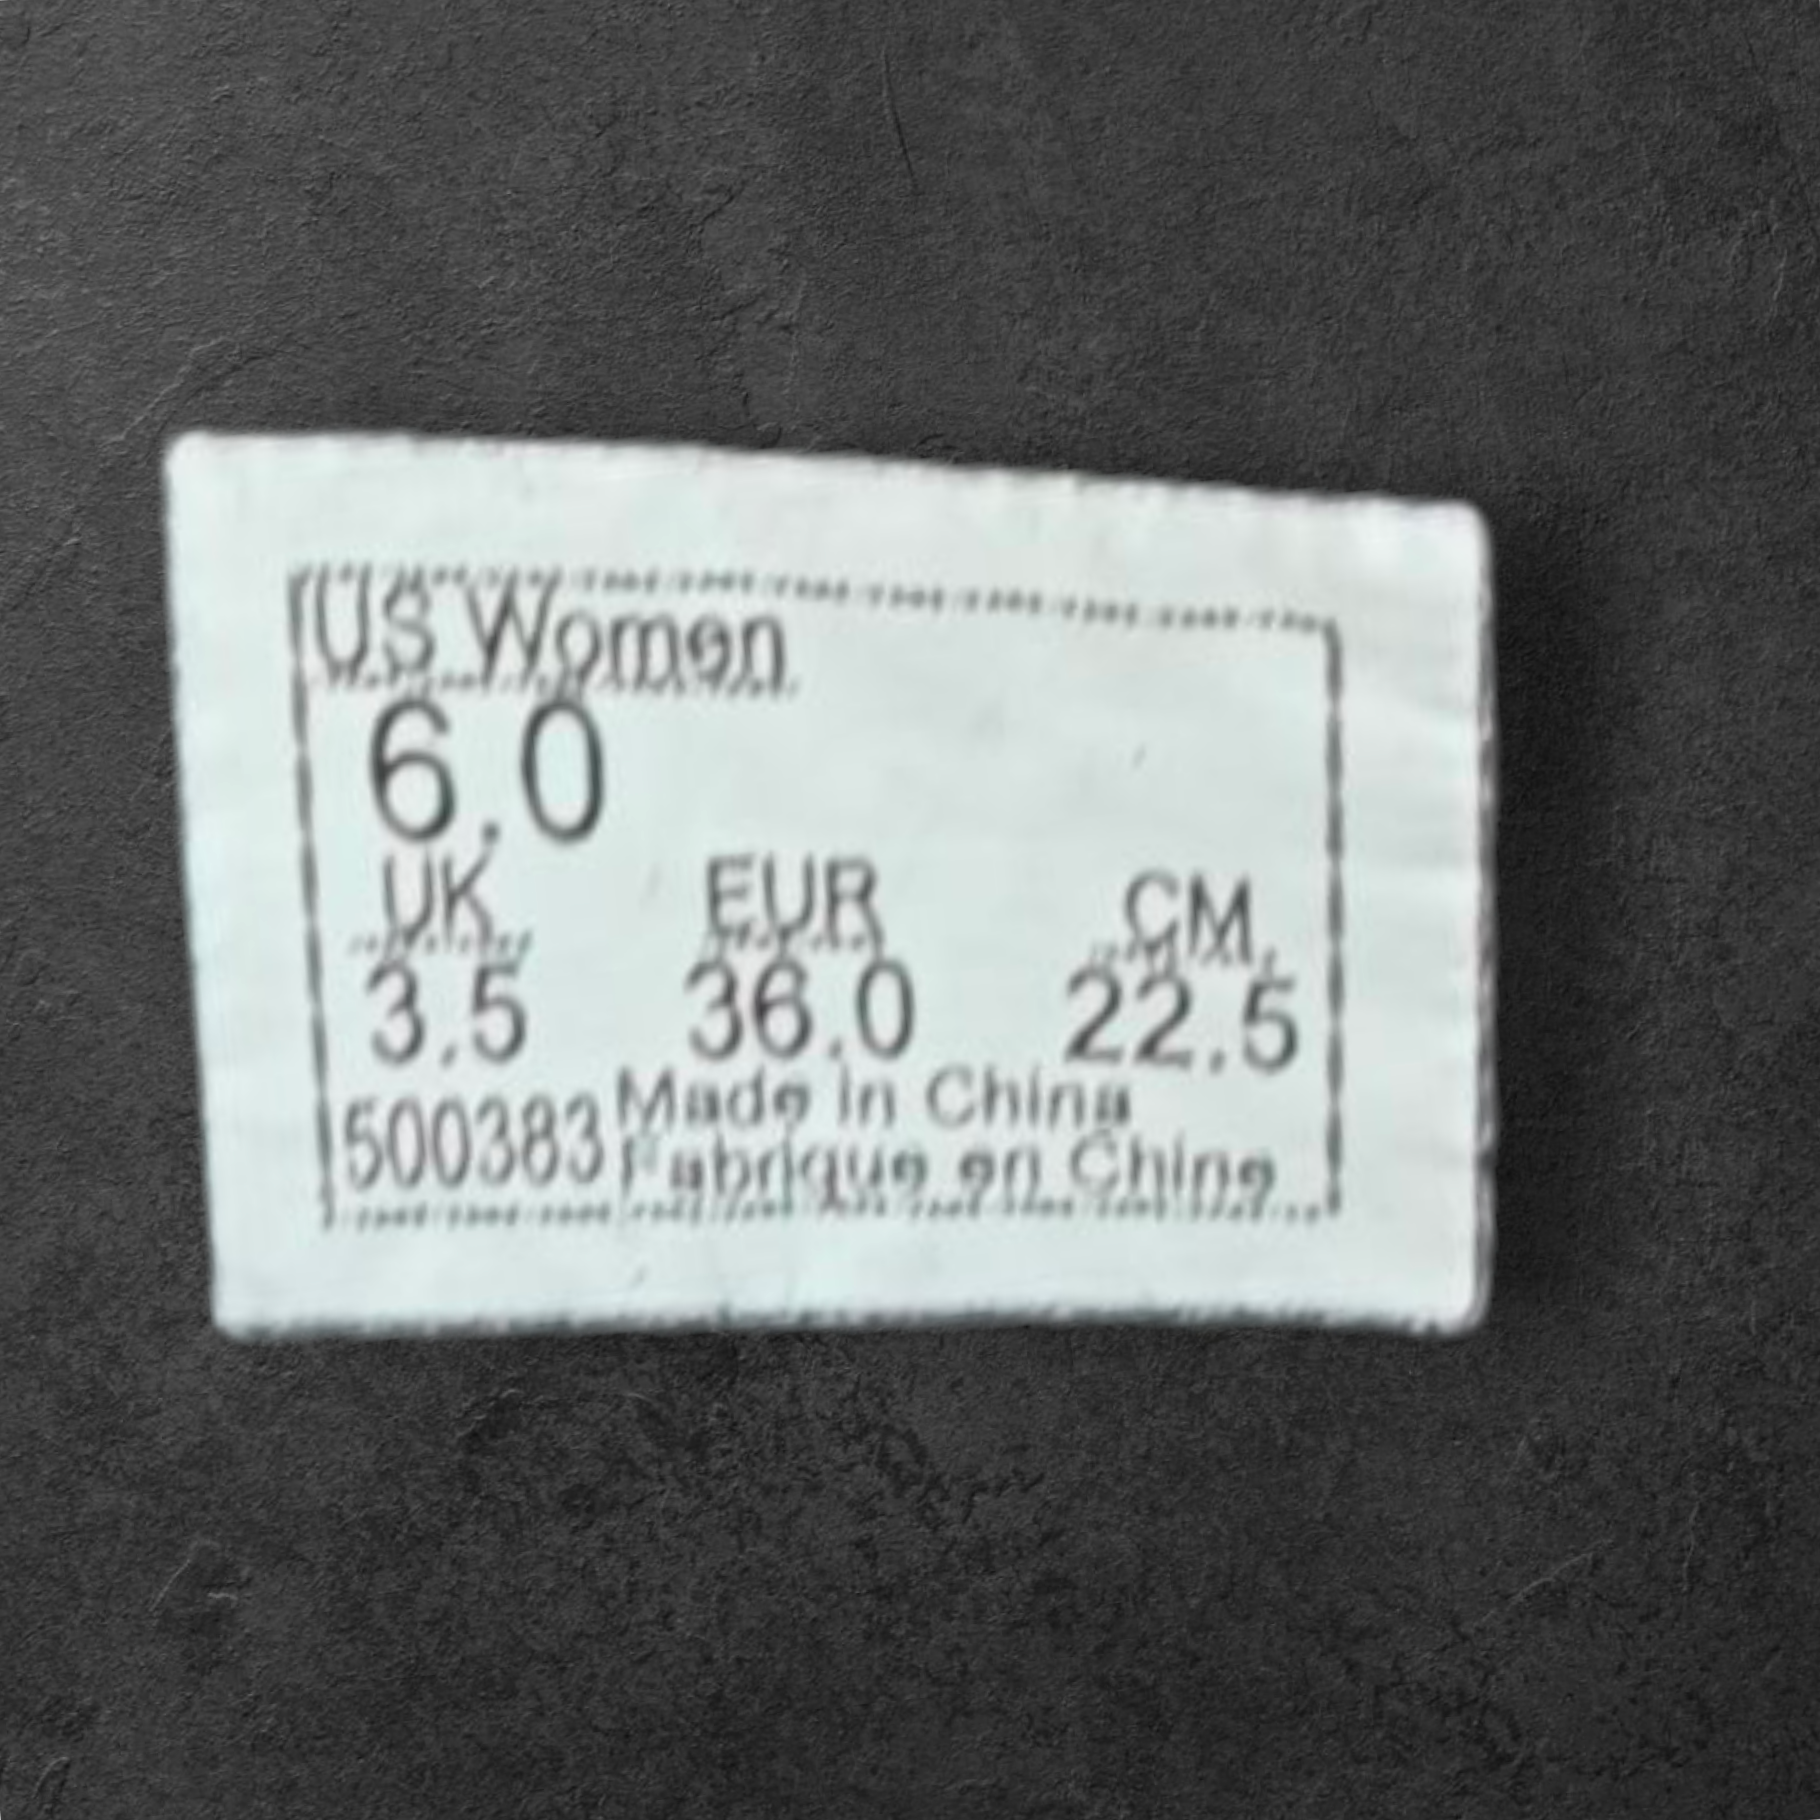 US Women
6.0
UK EUR CM
3.5 36.0 22.5
500383 Made in China
Fabrique en Chine